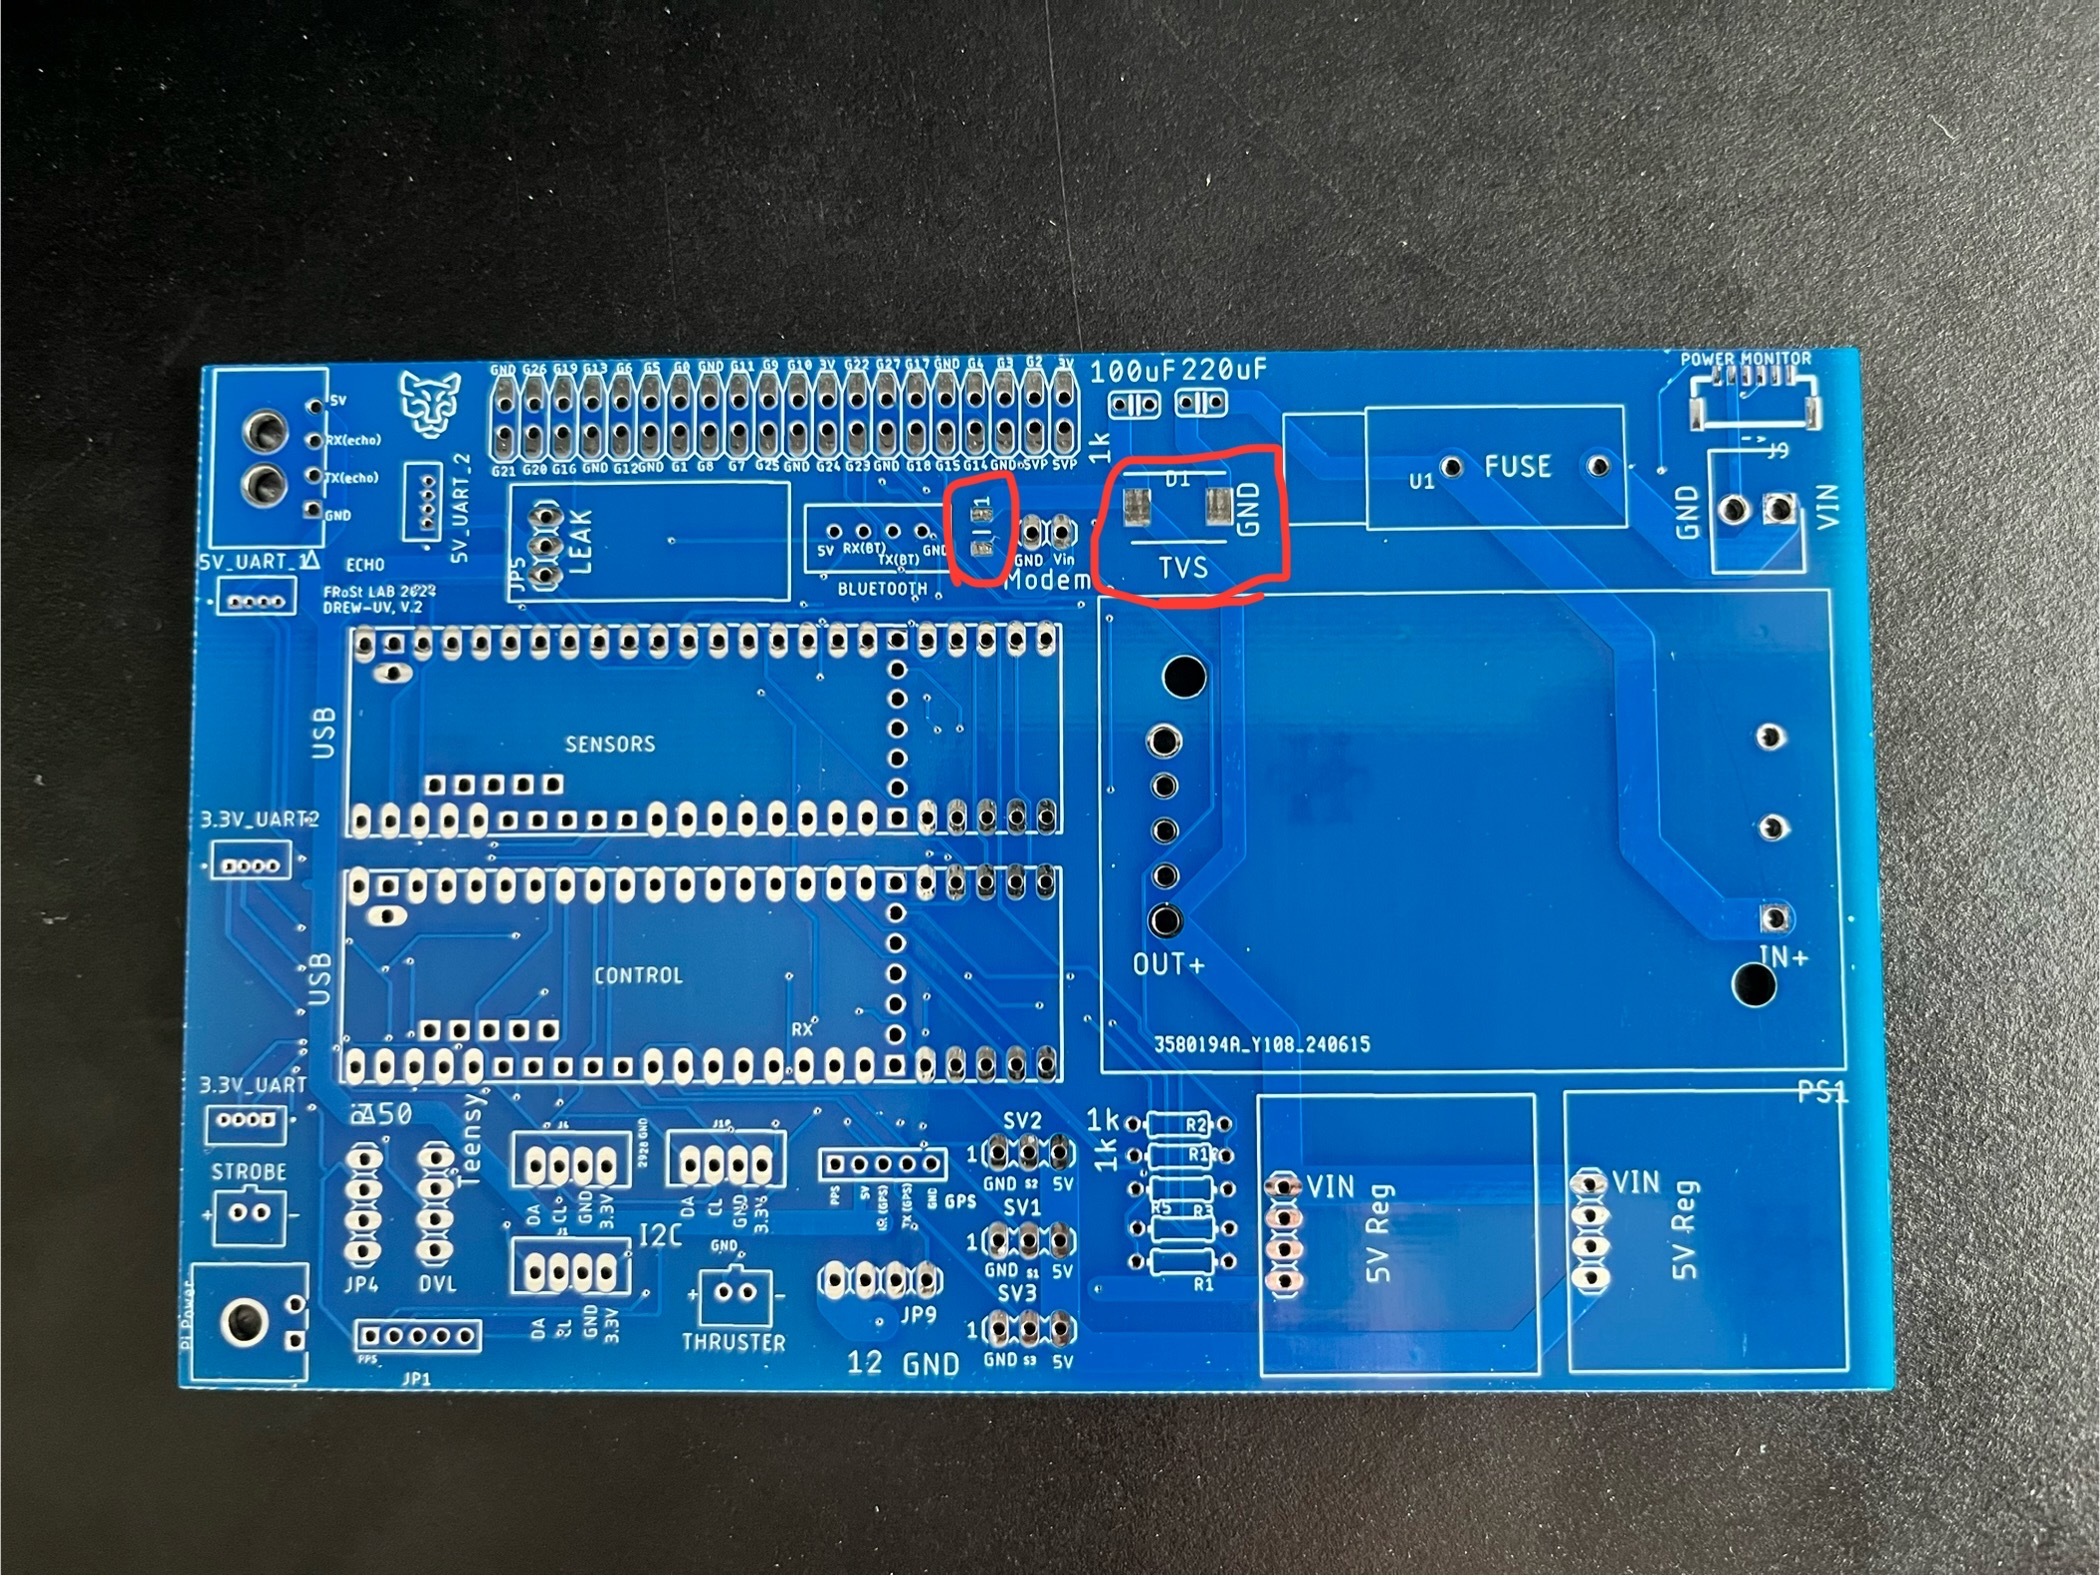 GND G26 G19 G13 G6 G5 G0 GND G11 G9 G10 3V G22 G27 G17 GND G4 G3 G2 3V
100uF 220uF
POWER MONITOR
5V
RX(echo)
TX(echo)
GND
G21 G20 G16 GND G12 GND G1 G8 G7 G25 GND G24 G23 GND G18 G15 G14 GND 5VP 5VP
1k
5V_UART_2
D1
GND
TVS
U1 FUSE
J9
GND
VIN
JP5
LEAK
5V RX(BT) TX(BT) GND
BLUETOOTH
1
GND Vin
Modem
5V_UART_1
ECHO
FRoSt LAB
DREW-UV, V.2
USB
SENSORS
3.3V_UART2
USB
CONTROL
RX
OUT+
IN+
3580194A_Y108_240615
PS1
3.3V_UART
A50
Teensy
J4
2928 GND
J10
SV2
1
GND S2 5V
1k R2
1k
R5
R3
R1
STROBE
+ -
JP4
DVL
DA CL GND 3.3V
DA CL GND 3.3V
PPS 5V TX(GPS) GND
GPS
SV1
1
GND S1 5V
VIN
5V Reg
VIN
5V Reg
J1
I2C
GND
+ -
THRUSTER
JP9
12 GND
SV3
1
GND S3 5V
DA GND 3.3V
Pi Power
PPS
JP1